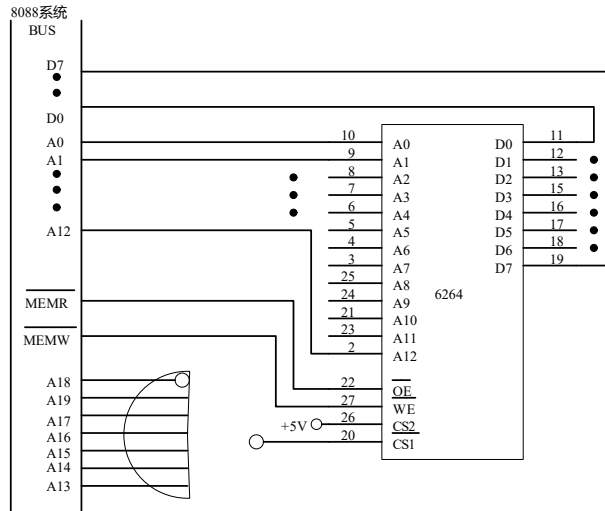 8088系统
BUS
D7
D0
A0
A1
A12
MEMR
MEMW
A18
A19
A17
A16
A15
A14
A13
10 A0 D0 11
9 A1 D1 12
8 A2 D2 13
7 A3 D3 15
6 A4 D4 16
5 A5 D5 17
4 A6 D6 18
3 A7 D7 19
25 A8
24 A9
21 A10
23 A11
2 A12
6264
22 OE
27 WE
+5V 26 CS2
20 CS1